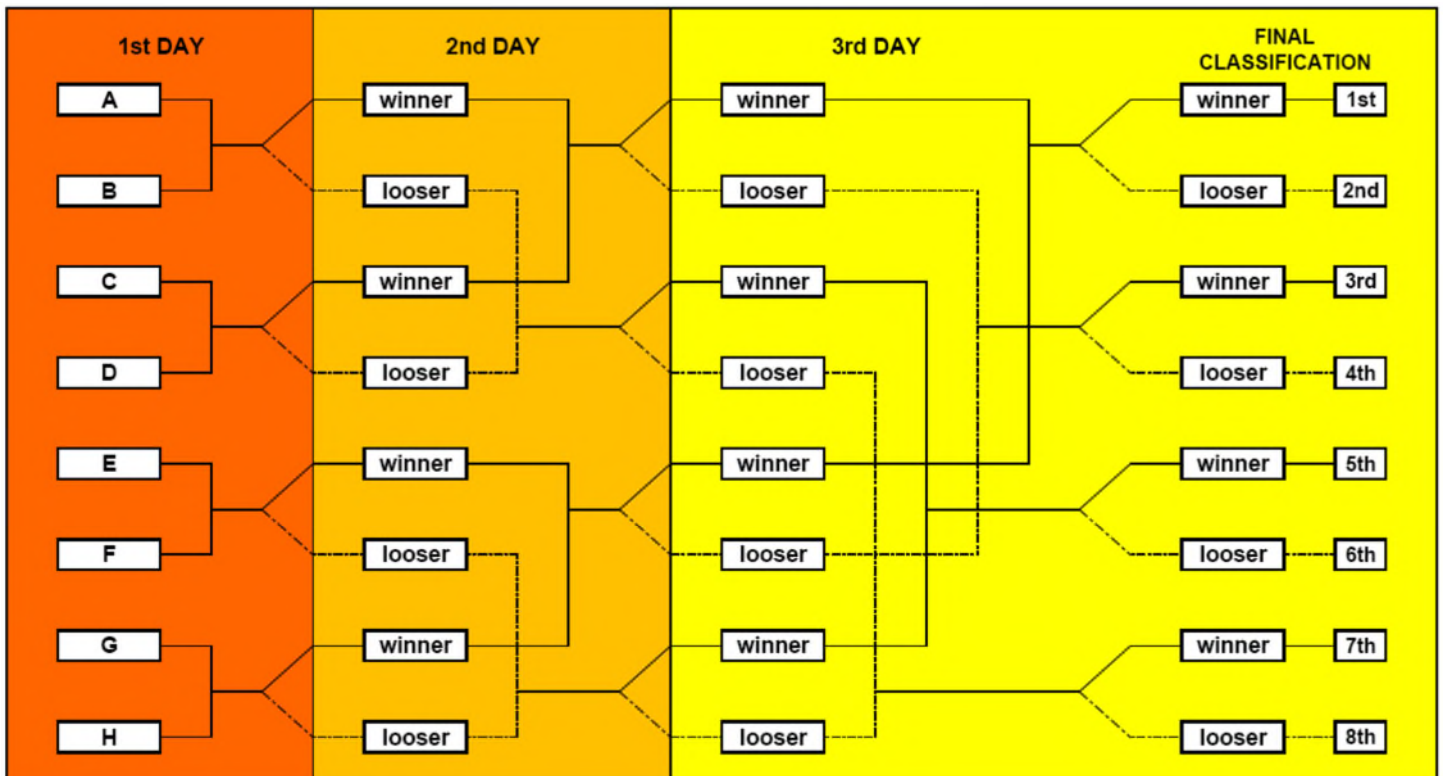 1st DAY
2nd DAY
3rd DAY
FINAL
CLASSIFICATION
A
winner
winner
winner
1st
B
looser
looser
looser
2nd
C
winner
winner
winner
3rd
D
looser
looser
looser
4th
E
winner
winner
winner
5th
F
looser
looser
looser
6th
G
winner
winner
winner
7th
H
looser
looser
looser
8th